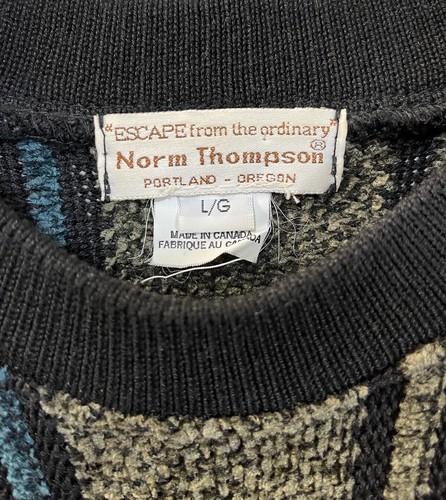 "ESCAPE from the ordinary"
Norm Thompson®
PORTLAND - OREGON
L/G
MADE IN CANADA
FABRIQUE AU CANADA